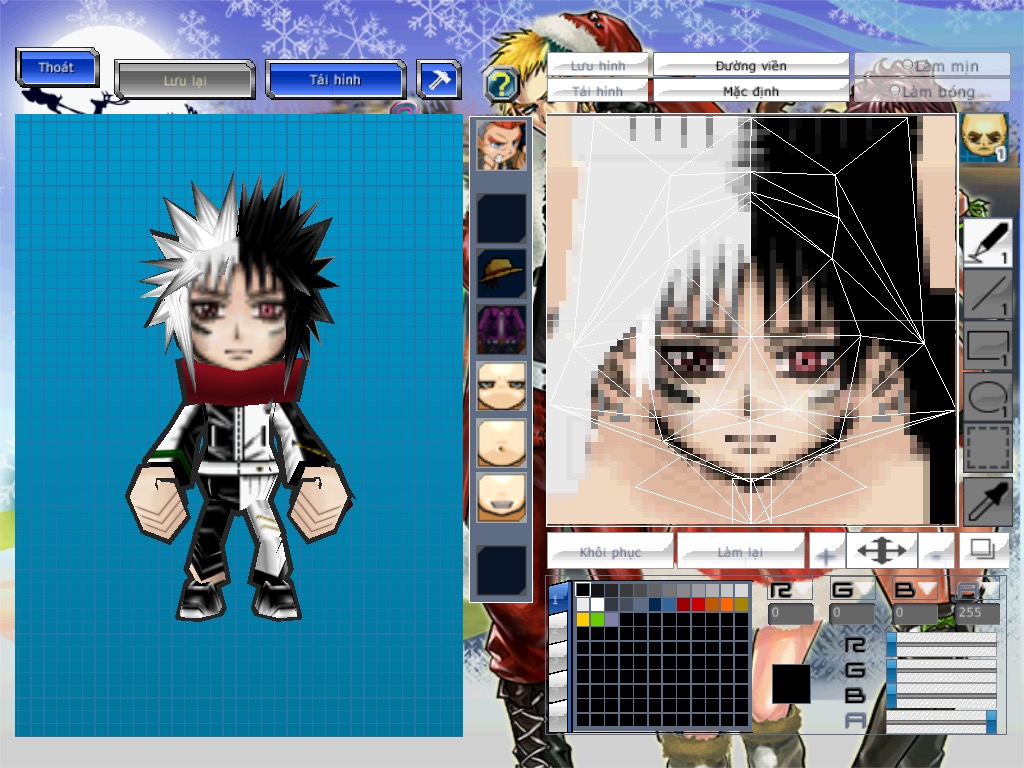 Thoát
Lưu lại
Tải hình
?
Lưu hình
Đường viền
Làm mịn
Tải hình
Mặc định
Làm bóng
1
1
1
1
1
Khôi phục
Làm lại
+
-
1
R G B A
0 0 0 255
R
G
B
A